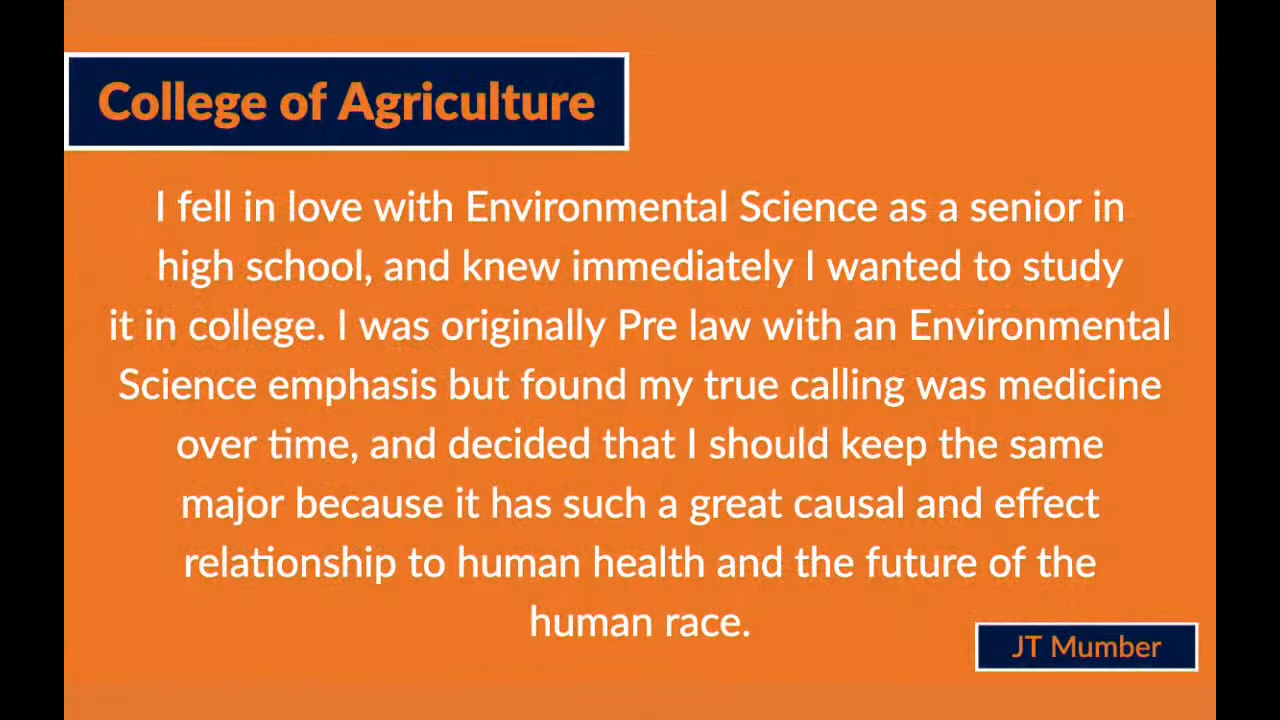 College of Agriculture
I fell in love with Environmental Science as a senior in
high school, and knew immediately I wanted to study
it in college. I was originally Pre law with an Environmental
Science emphasis but found my true calling was medicine
over time, and decided that I should keep the same
major because it has such a great causal and effect
relationship to human health and the future of the
human race.
JT Mumber